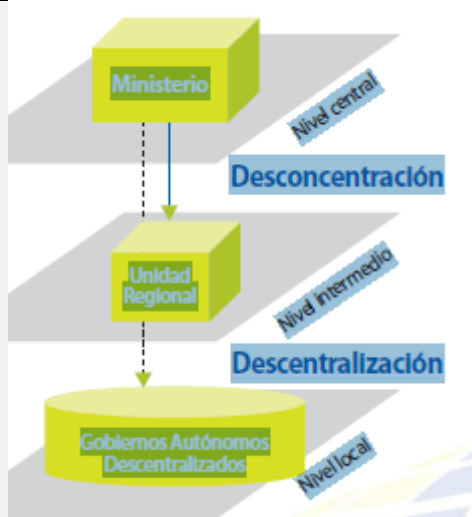 Ministerio
Nivel central
Desconcentración
Unidad
Regional
Nivel intermedio
Descentralización
Gobiernos Autónomos
Descentralizados
Nivel local